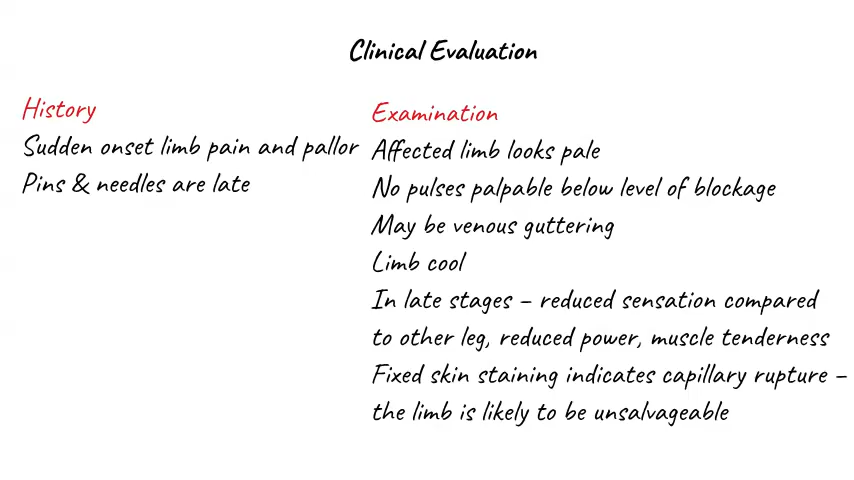 Clinical Evaluation
History
Sudden onset limb pain and pallor
Pins & needles are late
Examination
Affected limb looks pale
No pulses palpable below level of blockage
May be venous guttering
Limb cool
In late stages – reduced sensation compared
to other leg, reduced power, muscle tenderness
Fixed skin staining indicates capillary rupture –
the limb is likely to be unsalvageable